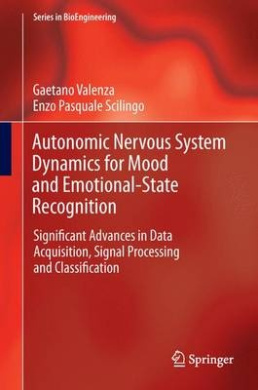 Series in BioEngineering
Gaetano Valenza
Enzo Pasquale Scilingo
Autonomic Nervous System
Dynamics for Mood
and Emotional-State
Recognition
Significant Advances in Data
Acquisition, Signal Processing
and Classification
Springer